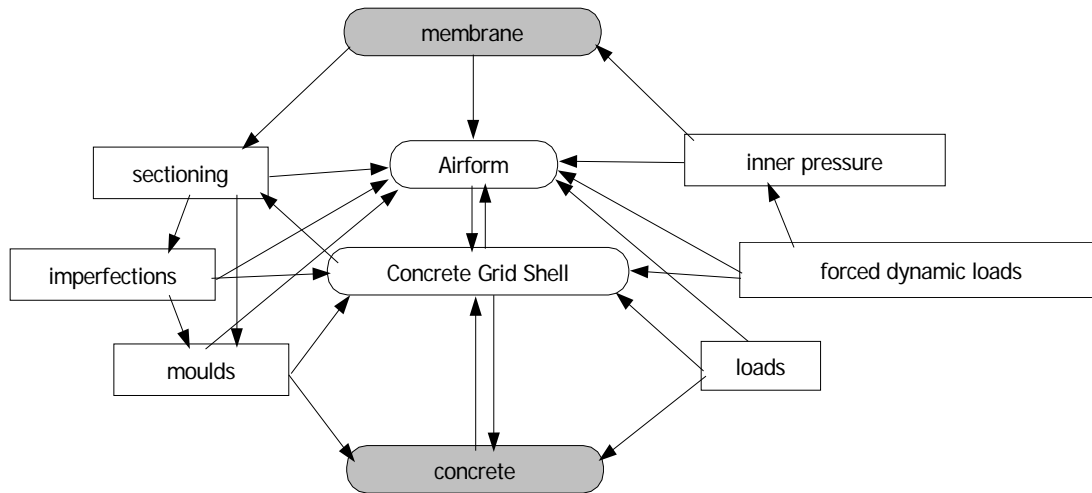 membrane
Airform
sectioning
inner pressure
imperfections
Concrete Grid Shell
forced dynamic loads
moulds
loads
concrete